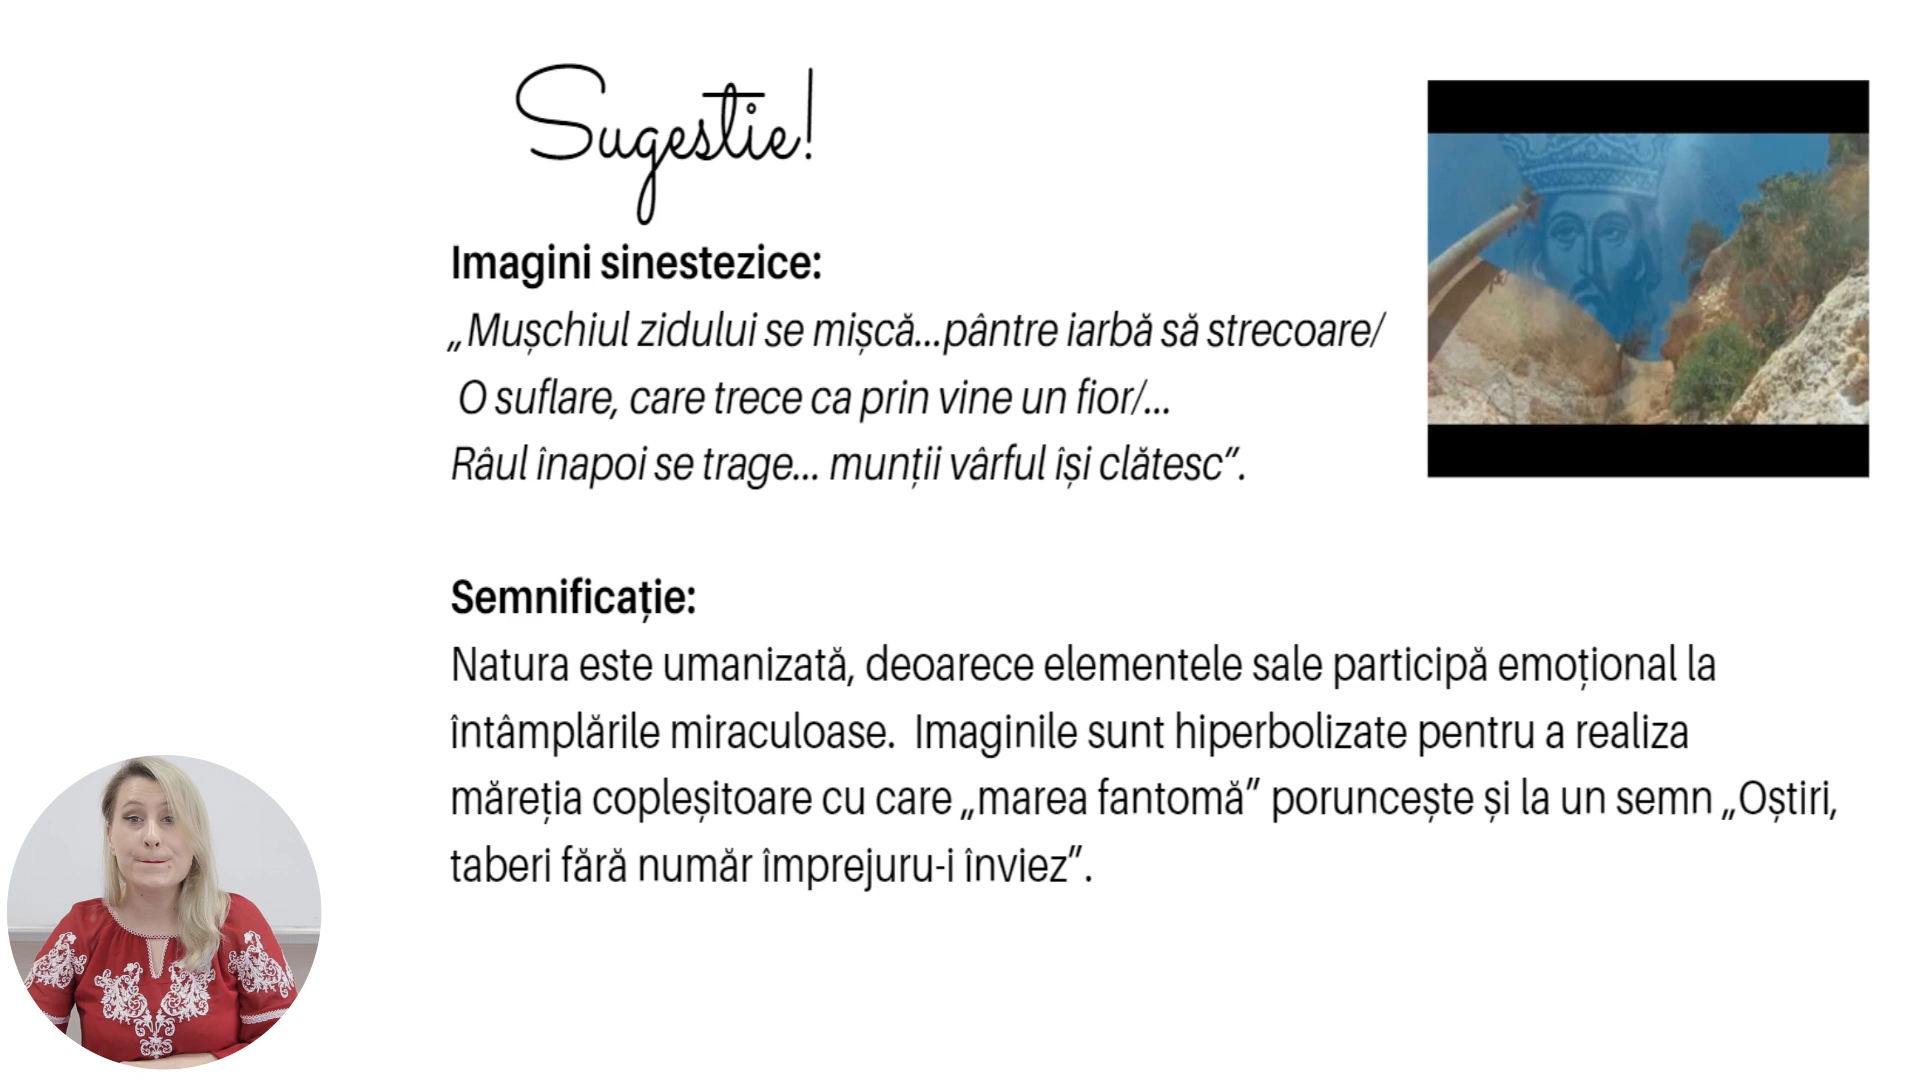 Sugestie!
Imagini sinestezice:
„Mușchiul zidului se mișcă...pântre iarbă să strecoare/
O suflare, care trece ca prin vine un fior/...
Râul înapoi se trage... munții vârful își clătesc”.
Semnificație:
Natura este umanizată, deoarece elementele sale participă emoțional la
întâmplările miraculoase. Imaginile sunt hiperbolizate pentru a realiza
măreția copleșitoare cu care „marea fantomă” poruncește și la un semn „Oștiri,
taberi fără număr împrejuru-i înviez”.